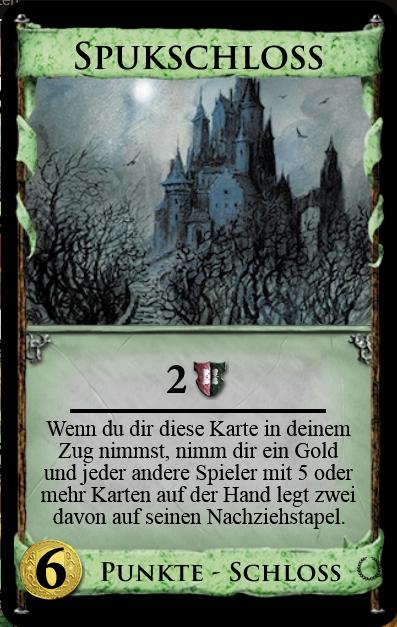 SPUKSCHLOSS
2
Wenn du dir diese Karte in deinem
Zug nimmst, nimm dir ein Gold
und jeder andere Spieler mit 5 oder
mehr Karten auf der Hand legt zwei
davon auf seinen Nachziehstapel.
6 PUNKTE - SCHLOSS